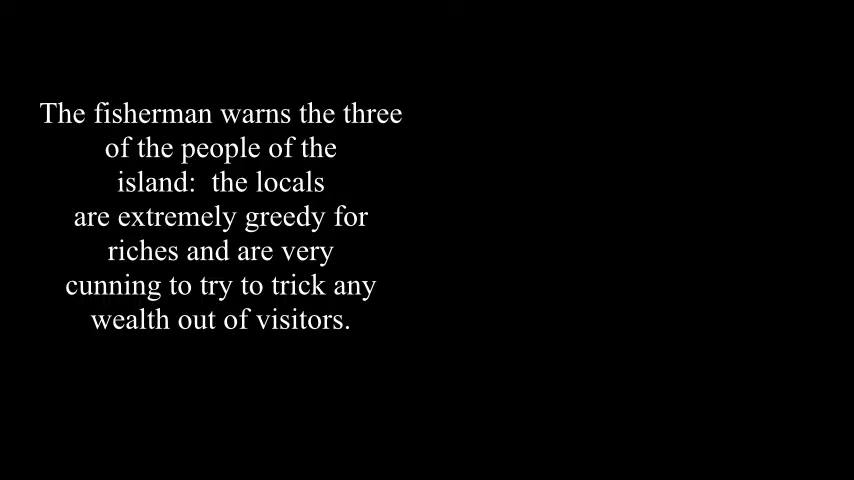 The fisherman warns the three
of the people of the
island:  the locals
are extremely greedy for
riches and are very
cunning to try to trick any
wealth out of visitors.